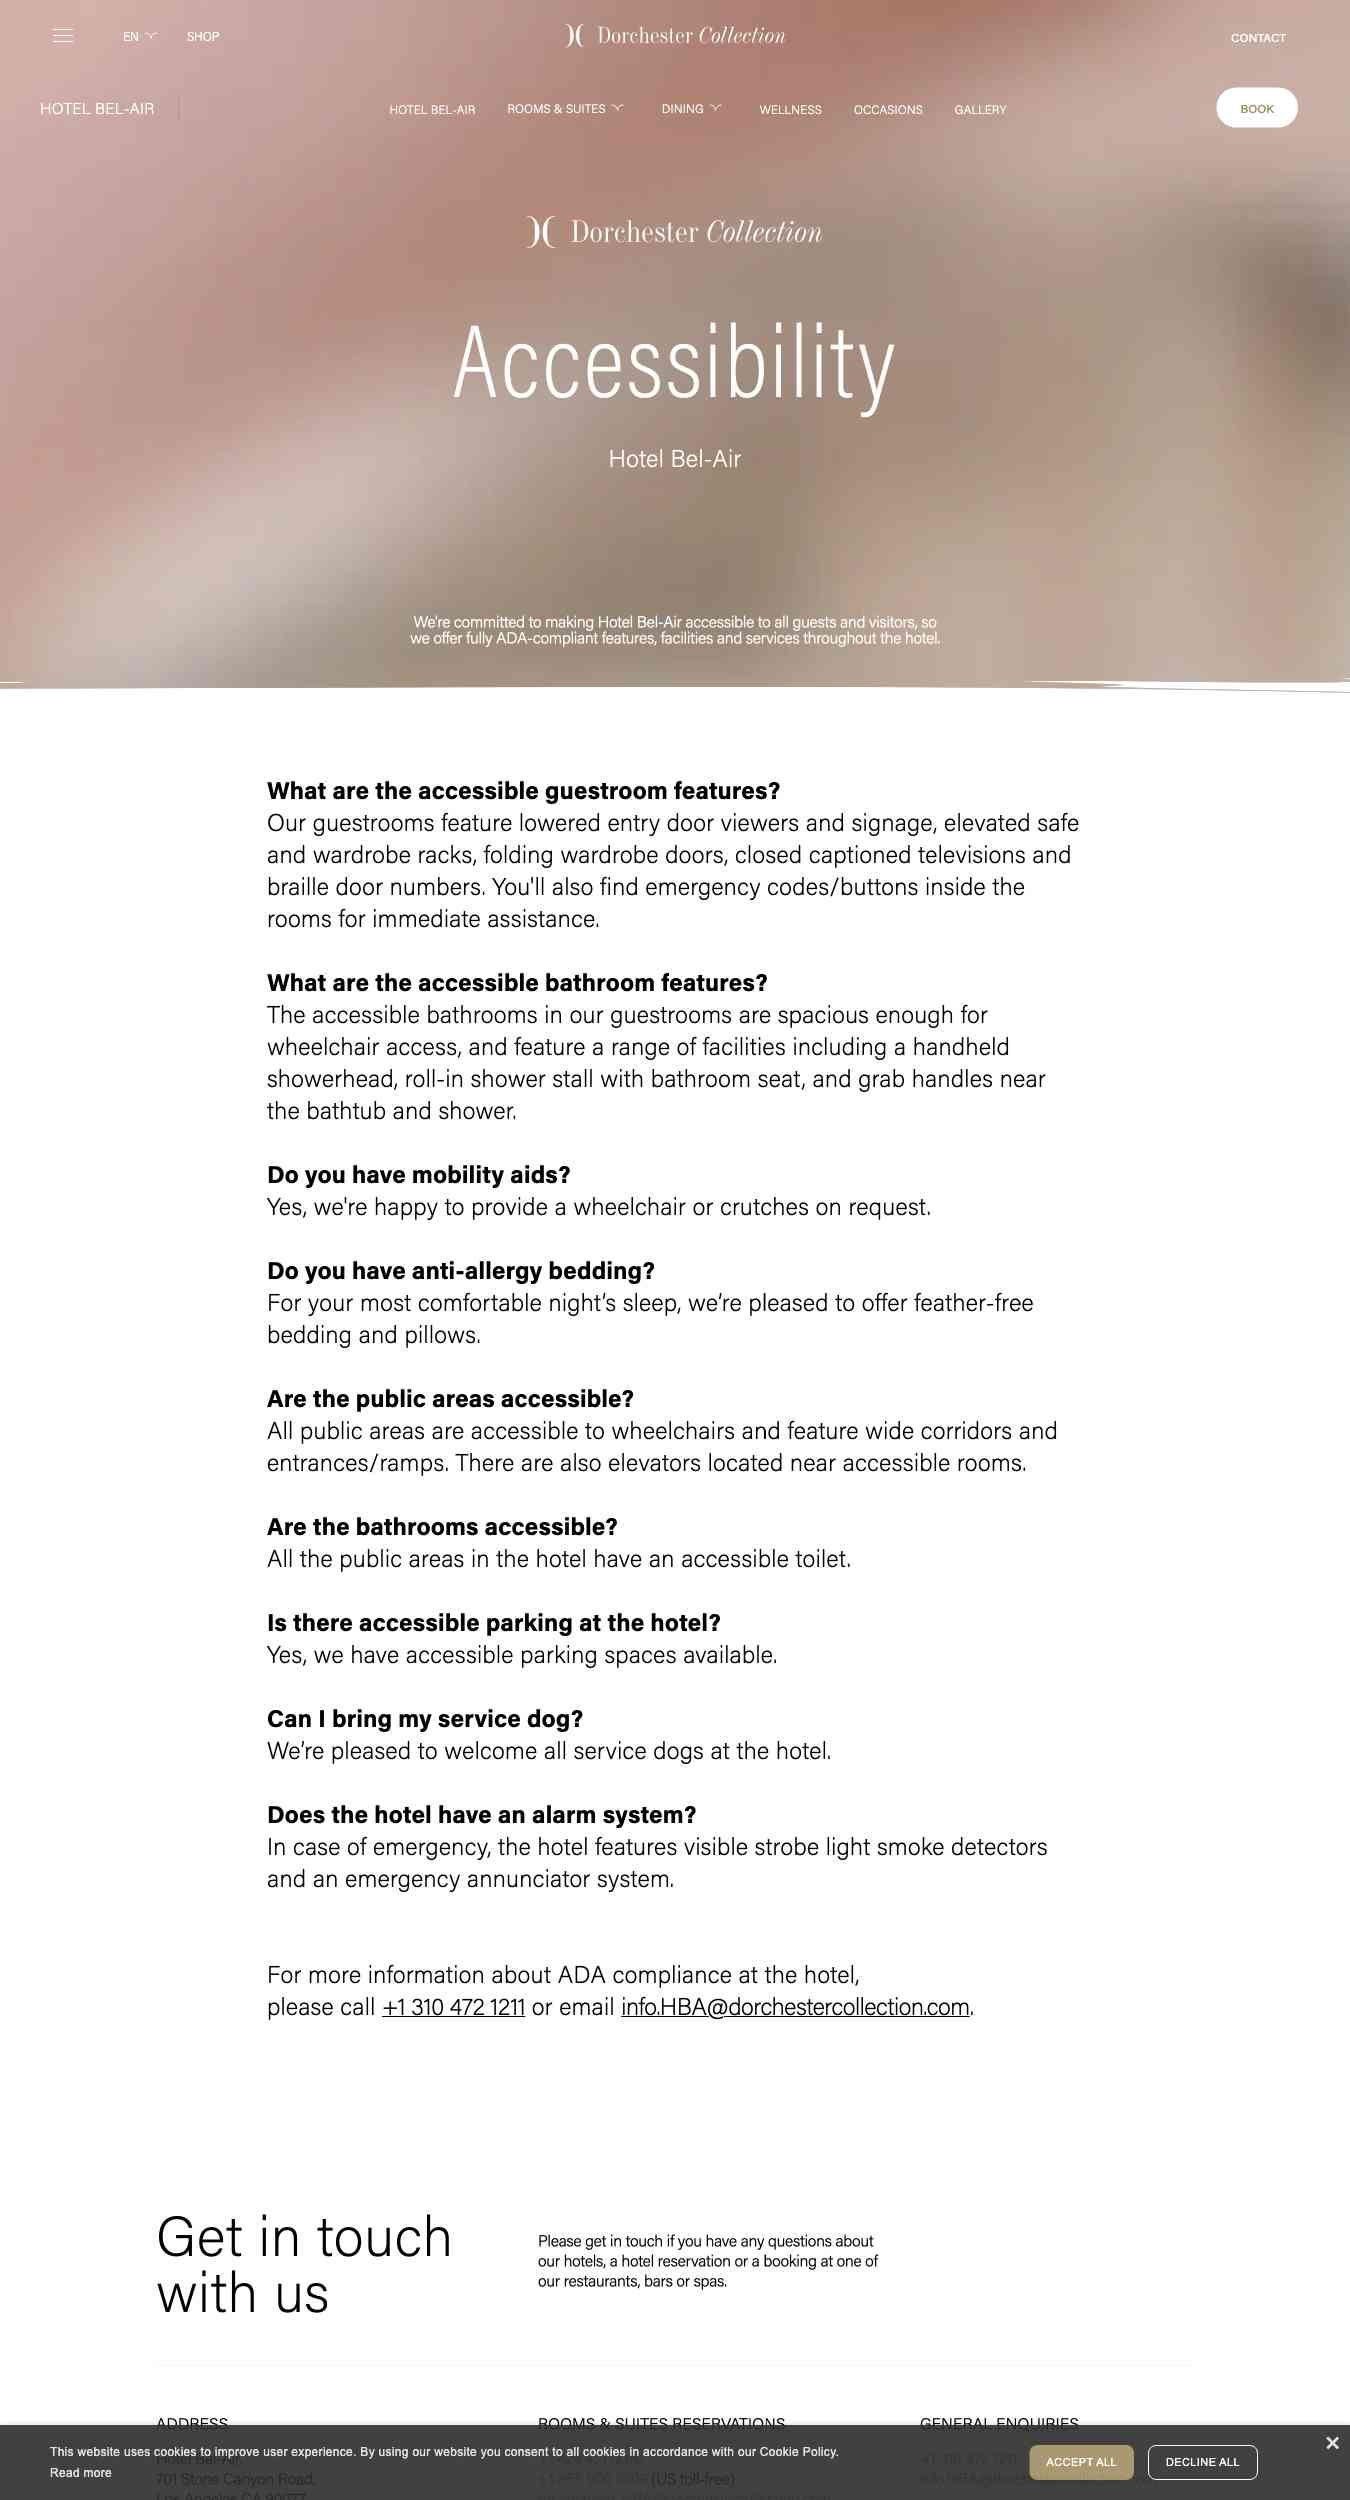 EN
SHOP
Dorchester Collection
CONTACT
HOTEL BEL-AIR
HOTEL BEL-AIR
ROOMS & SUITES
DINING
WELLNESS
OCCASIONS
GALLERY
BOOK
Dorchester Collection
Accessibility
Hotel Bel-Air
We're committed to making Hotel Bel-Air accessible to all guests and visitors, so
we offer fully ADA-compliant features, facilities and services throughout the hotel.
What are the accessible guestroom features?
Our guestrooms feature lowered entry door viewers and signage, elevated safe
and wardrobe racks, folding wardrobe doors, closed captioned televisions and
braille door numbers. You'll also find emergency codes/buttons inside the
rooms for immediate assistance.
What are the accessible bathroom features?
The accessible bathrooms in our guestrooms are spacious enough for
wheelchair access, and feature a range of facilities including a handheld
showerhead, roll-in shower stall with bathroom seat, and grab handles near
the bathtub and shower.
Do you have mobility aids?
Yes, we're happy to provide a wheelchair or crutches on request.
Do you have anti-allergy bedding?
For your most comfortable night’s sleep, we’re pleased to offer feather-free
bedding and pillows.
Are the public areas accessible?
All public areas are accessible to wheelchairs and feature wide corridors and
entrances/ramps. There are also elevators located near accessible rooms.
Are the bathrooms accessible?
All the public areas in the hotel have an accessible toilet.
Is there accessible parking at the hotel?
Yes, we have accessible parking spaces available.
Can I bring my service dog?
We’re pleased to welcome all service dogs at the hotel.
Does the hotel have an alarm system?
In case of emergency, the hotel features visible strobe light smoke detectors
and an emergency annunciator system.
For more information about ADA compliance at the hotel,
please call +1 310 472 1211 or email info.HBA@dorchestercollection.com.
Get in touch
with us
Please get in touch if you have any questions about
our hotels, a hotel reservation or a booking at one of
our restaurants, bars or spas.
ADDRESS
ROOMS & SUITES RESERVATIONS
GENERAL ENQUIRIES
This website uses cookies to improve user experience. By using our website you consent to all cookies in accordance with our Cookie Policy.
Read more
ACCEPT ALL
DECLINE ALL
701 Stone Canyon Road,
(US toll-free)
Los Angeles CA 90077